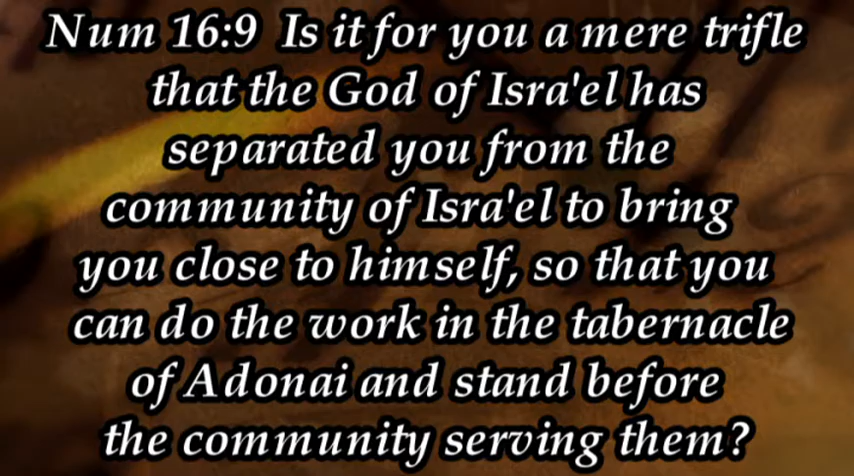 Num 16:9 Is it for you a mere trifle
that the God of Isra'el has
separated you from the
community of Isra'el to bring
you close to himself, so that you
can do the work in the tabernacle
of Adonai and stand before
the community serving them?